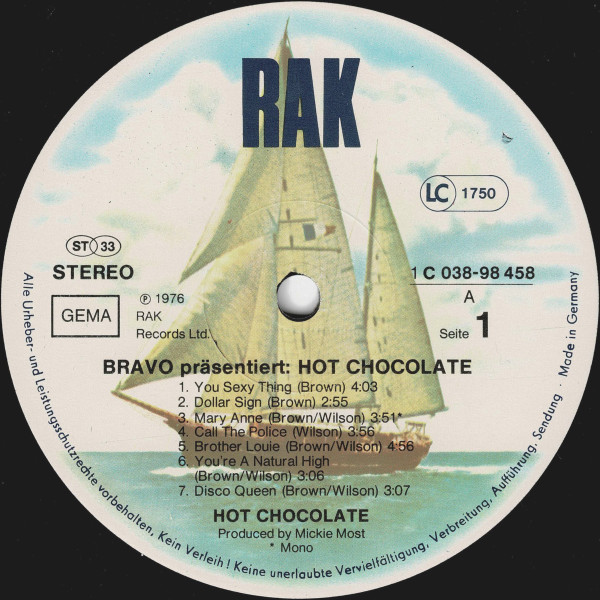 RAK
LC 1750
ST 33
STEREO
1 C 038-98 458
GEMA
℗ 1976
RAK
Records Ltd.
A
Seite 1
BRAVO präsentiert: HOT CHOCOLATE
1. You Sexy Thing (Brown) 4:03
2. Dollar Sign (Brown) 2:55
3. Mary Anne (Brown/Wilson) 3:51*
4. Call The Police (Wilson) 3:56
5. Brother Louie (Brown/Wilson) 4:56
6. You're A Natural High
(Brown/Wilson) 3:06
7. Disco Queen (Brown/Wilson) 3:07
HOT CHOCOLATE
Produced by Mickie Most
* Mono
Alle Urheber- und Leistungsschutzrechte vorbehalten, Kein Verleih ! Keine unerlaubte Vervielfältigung, Verbreitung, Aufführung, Sendung · Made in Germany